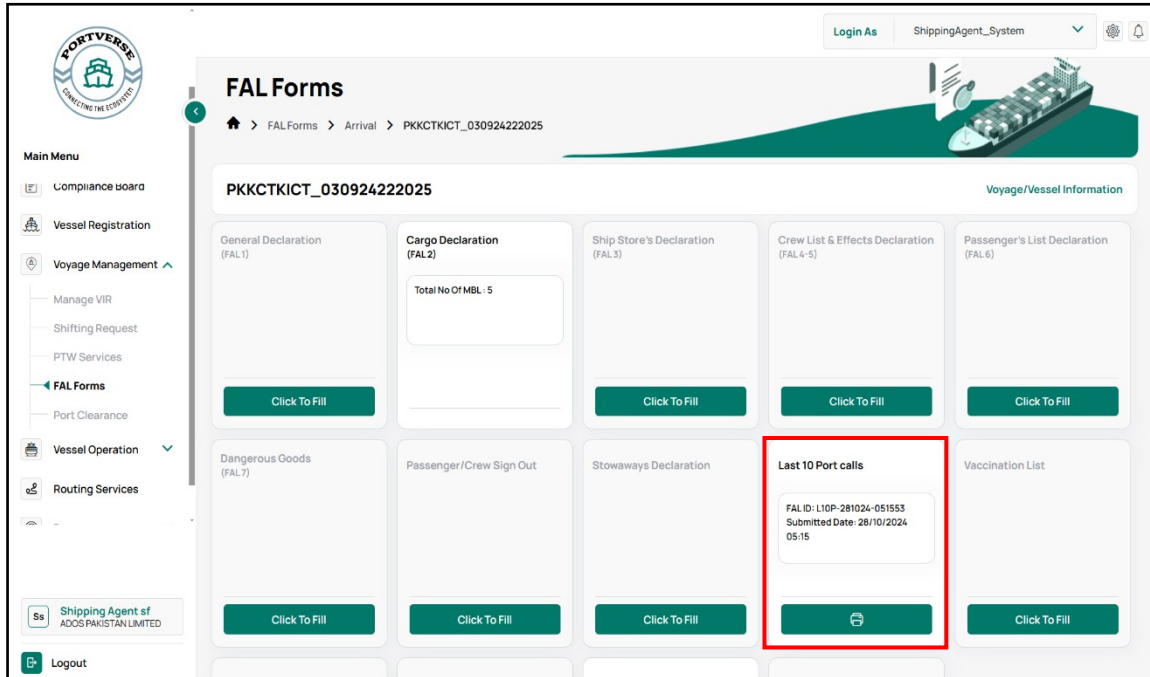 PORTVERSE
CONNECTING THE ECOSYSTEM
Login As ShippingAgent_System
FAL Forms
> FAL Forms > Arrival > PKKCTKICT_030924222025
Main Menu
Compliance Board
Vessel Registration
Voyage Management
Manage VIR
Shifting Request
PTW Services
FAL Forms
Port Clearance
Vessel Operation
Routing Services
Ss
Shipping Agent sf
ADOS PAKISTAN LIMITED
Logout
PKKCTKICT_030924222025
Voyage/Vessel Information
General Declaration
(FAL 1)
Click To Fill
Cargo Declaration
(FAL 2)
Total No Of MBL : 5
Ship Store's Declaration
(FAL 3)
Click To Fill
Crew List & Effects Declaration
(FAL 4-5)
Click To Fill
Passenger's List Declaration
(FAL 6)
Click To Fill
Dangerous Goods
(FAL 7)
Click To Fill
Passenger/Crew Sign Out
Click To Fill
Stowaways Declaration
Click To Fill
Last 10 Port calls
FAL ID: L10P-281024-051553
Submitted Date: 28/10/2024
05:15
Vaccination List
Click To Fill